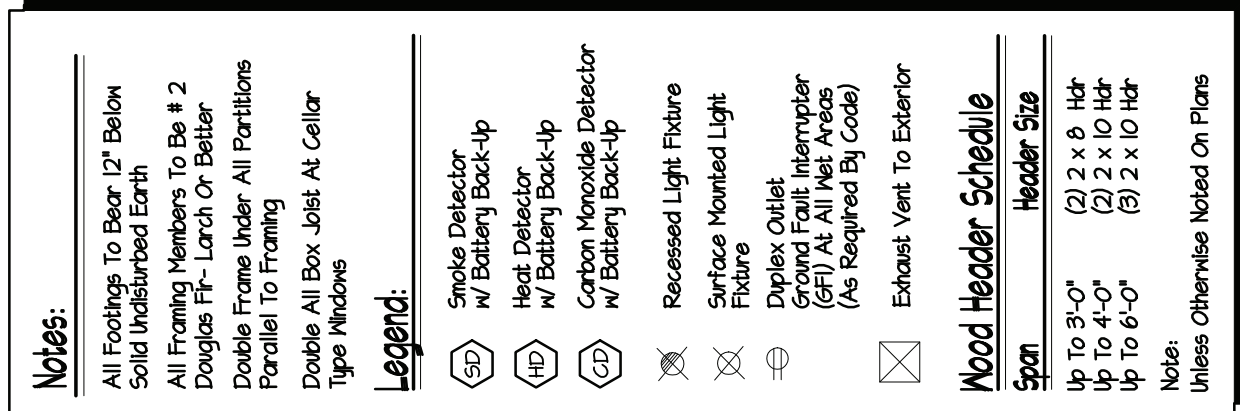 Notes:
All Footings To Bear 12" Below
Solid Undisturbed Earth
All Framing Members To Be # 2
Douglas Fir- Larch Or Better
Double Frame Under All Partitions
Parallel To Framing
Double All Box Joist At Cellar
Type Windows
Legend:
SD Smoke Detector
w/ Battery Back-Up
HD Heat Detector
w/ Battery Back-Up
CD Carbon Monoxide Detector
w/ Battery Back-Up
Recessed Light Fixture
Surface Mounted Light
Fixture
Duplex Outlet
Ground Fault Interrupter
(GFI) At All Wet Areas
(As Required By Code)
Exhaust Vent To Exterior
Wood Header Schedule
Span Header Size
Up To 3'-0" (2) 2 x 8 Hdr
Up To 4'-0" (2) 2 x 10 Hdr
Up To 6'-0" (3) 2 x 10 Hdr
Note:
Unless Otherwise Noted On Plans